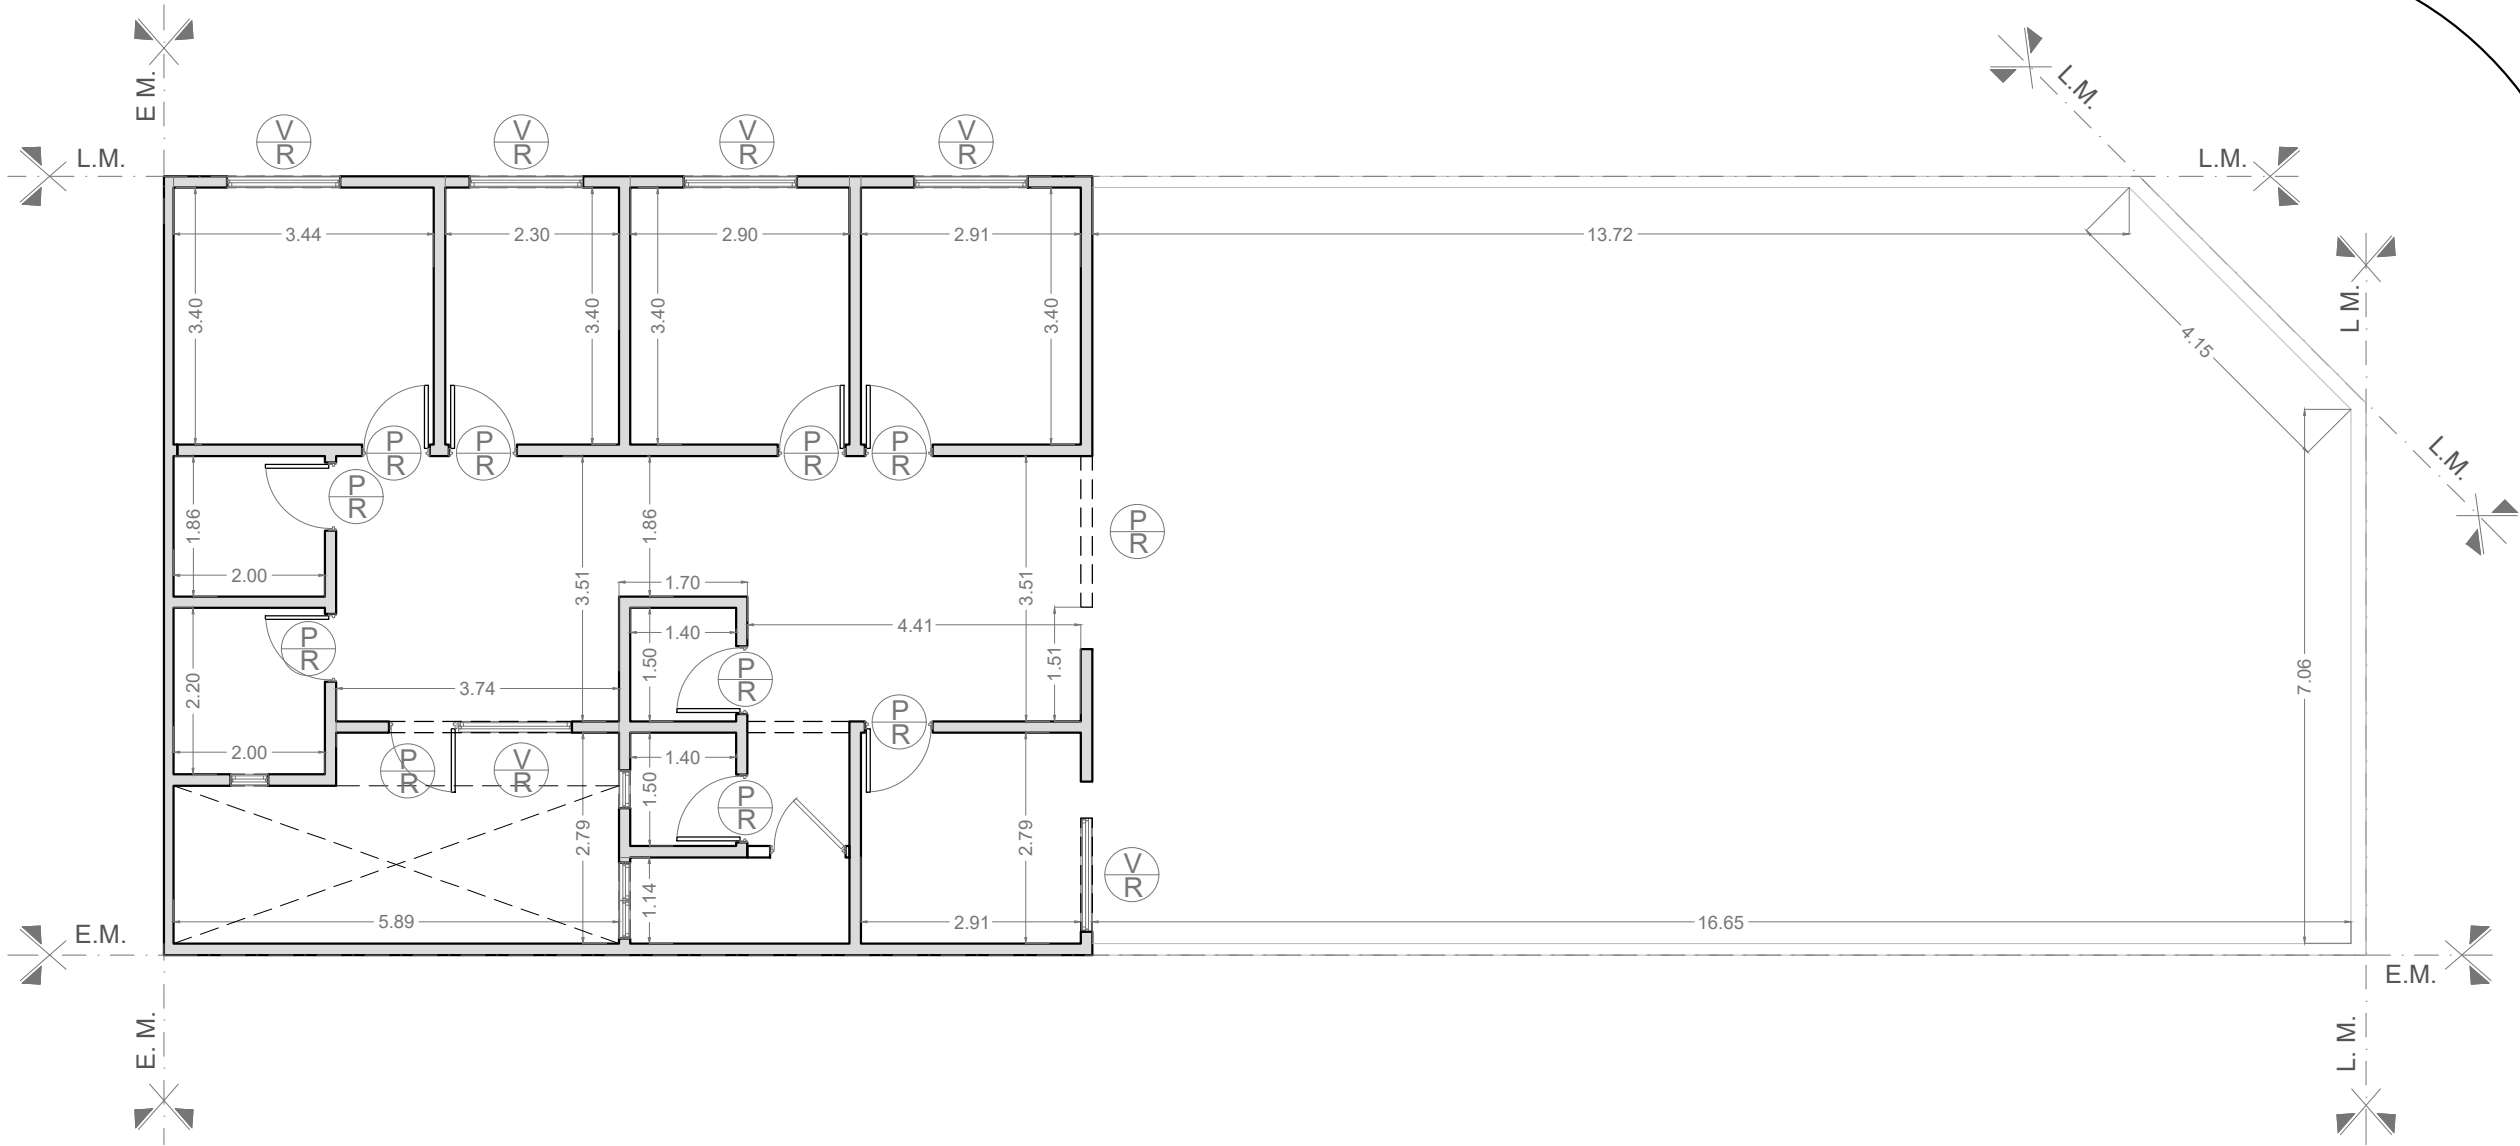 E M.
L.M.
V
R
V
R
V
R
V
R
L.M.
L.M.
3.44
2.30
2.90
2.91
13.72
3.40
3.40
3.40
3.40
L M.
4.15
P
R
P
R
P
R
P
R
L.M.
P
R
P
R
1.86
1.86
2.00
3.51
1.70
3.51
1.40
4.41
P
R
1.50
P
R
1.51
2.20
3.74
7.06
P
R
2.00
P
R
V
R
1.40
1.50
P
R
2.79
2.79
V
R
1.14
5.89
2.91
16.65
E.M.
E.M.
E. M.
L. M.